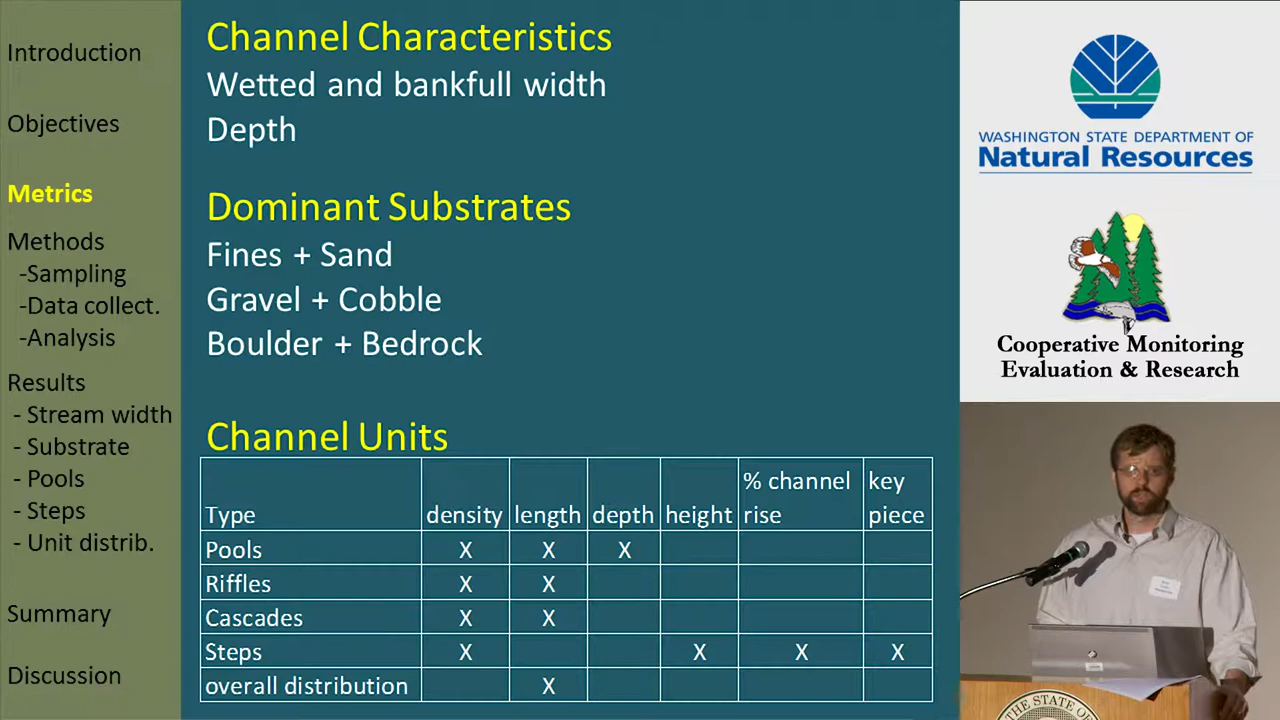 Introduction
Objectives
Metrics
Methods
-Sampling
-Data collect.
-Analysis
Results
- Stream width
- Substrate
- Pools
- Steps
- Unit distrib.
Summary
Discussion
Channel Characteristics
Wetted and bankfull width
Depth
Dominant Substrates
Fines + Sand
Gravel + Cobble
Boulder + Bedrock
Channel Units
Type density length depth height % channel rise key piece
Pools X X X
Riffles X X
Cascades X X
Steps X X X X
overall distribution X
WASHINGTON STATE DEPARTMENT OF
Natural Resources
Cooperative Monitoring
Evaluation & Research
THE STATE OF